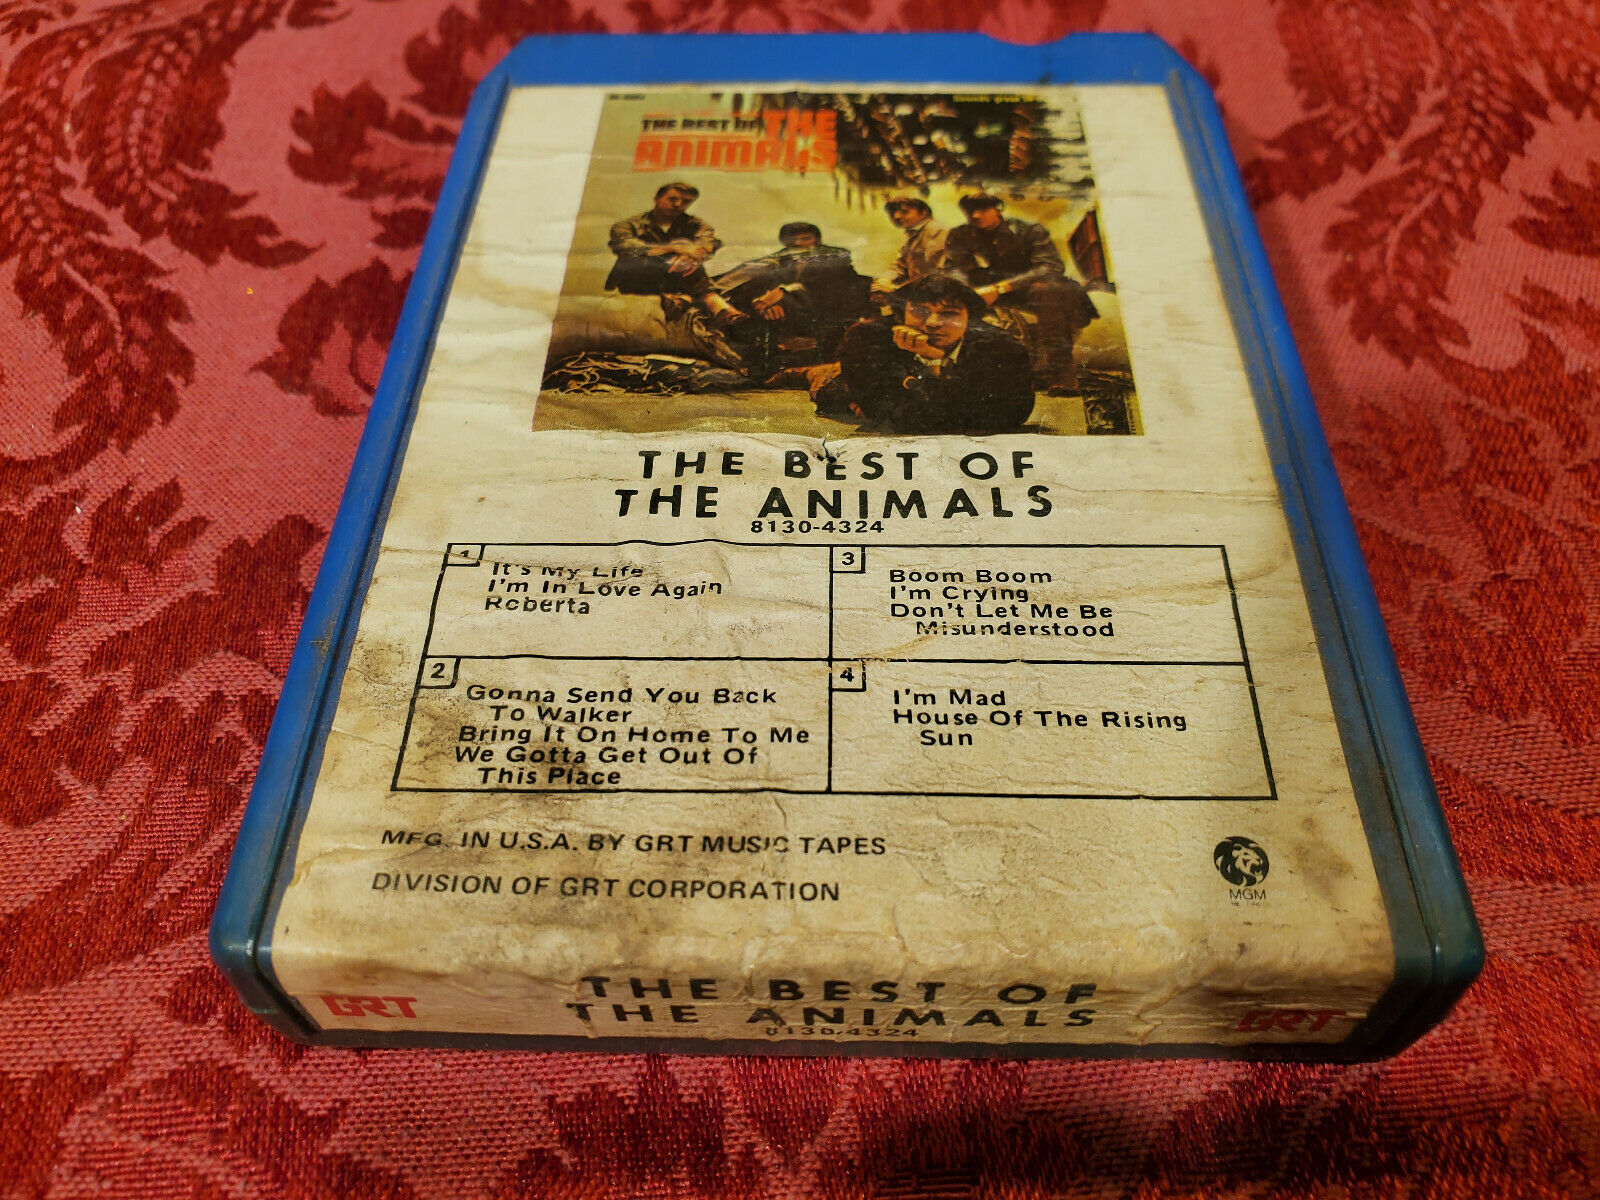 THE BEST OF THE
ANIMALS
THE BEST OF
THE ANIMALS
8130-4324
1
It's My Life
I'm In Love Again
Roberta
2
Gonna Send You Back
To Walker
Bring It On Home To Me
We Gotta Get Out Of
This Place
3
Boom Boom
I'm Crying
Don't Let Me Be
Misunderstood
4
I'm Mad
House Of The Rising
Sun
MFG. IN U.S.A. BY GRT MUSIC TAPES
DIVISION OF GRT CORPORATION
MGM
GRT
THE BEST OF
THE ANIMALS
8130-4324
GRT